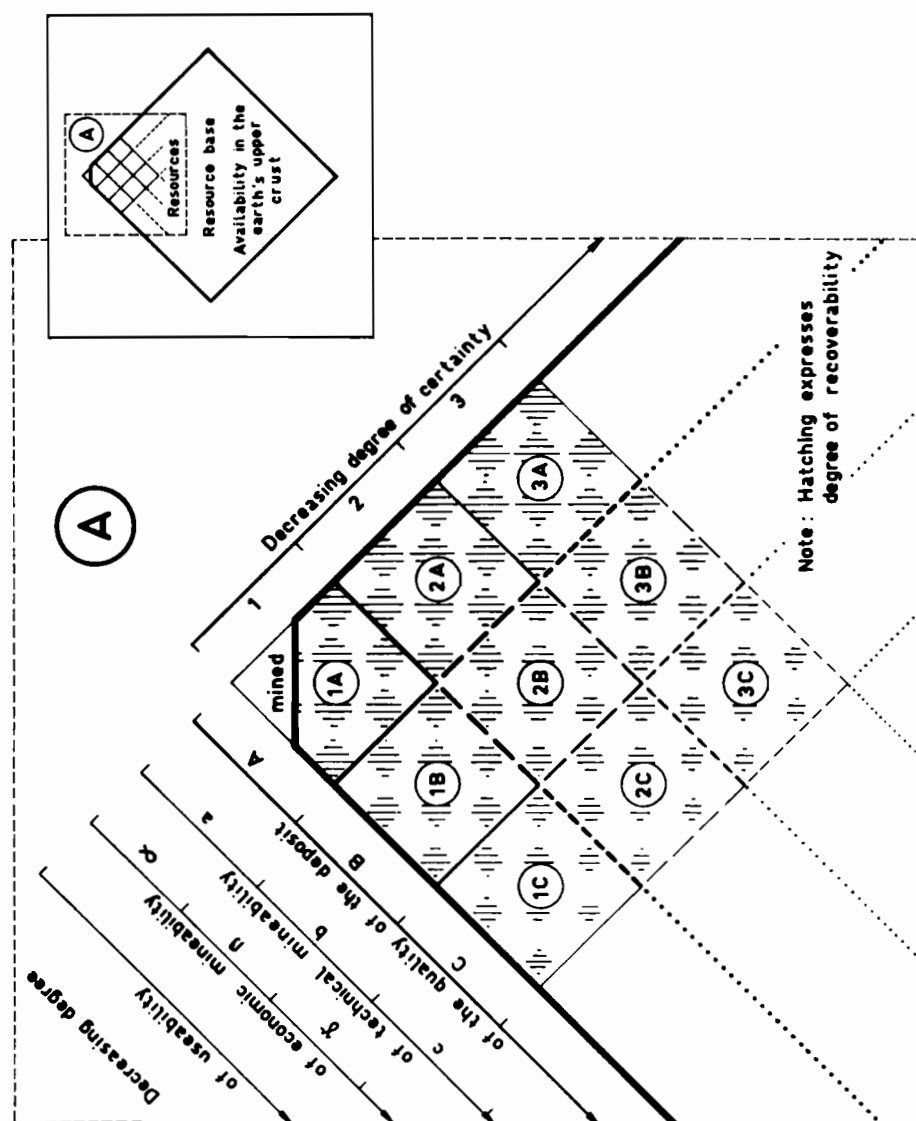 A
Resources
Resource base
Availability in the
earth's upper
crust
A
Decreasing degree of certainty
1
2
3
Decreasing degree
of useability
of economic mineability
α
β
γ
of technical mineability
a
b
c
of the quality of the deposit
A
B
C
mined
1A
1B
2A
1C
2B
3A
2C
3B
3C
Note: Hatching expresses
degree of recoverability